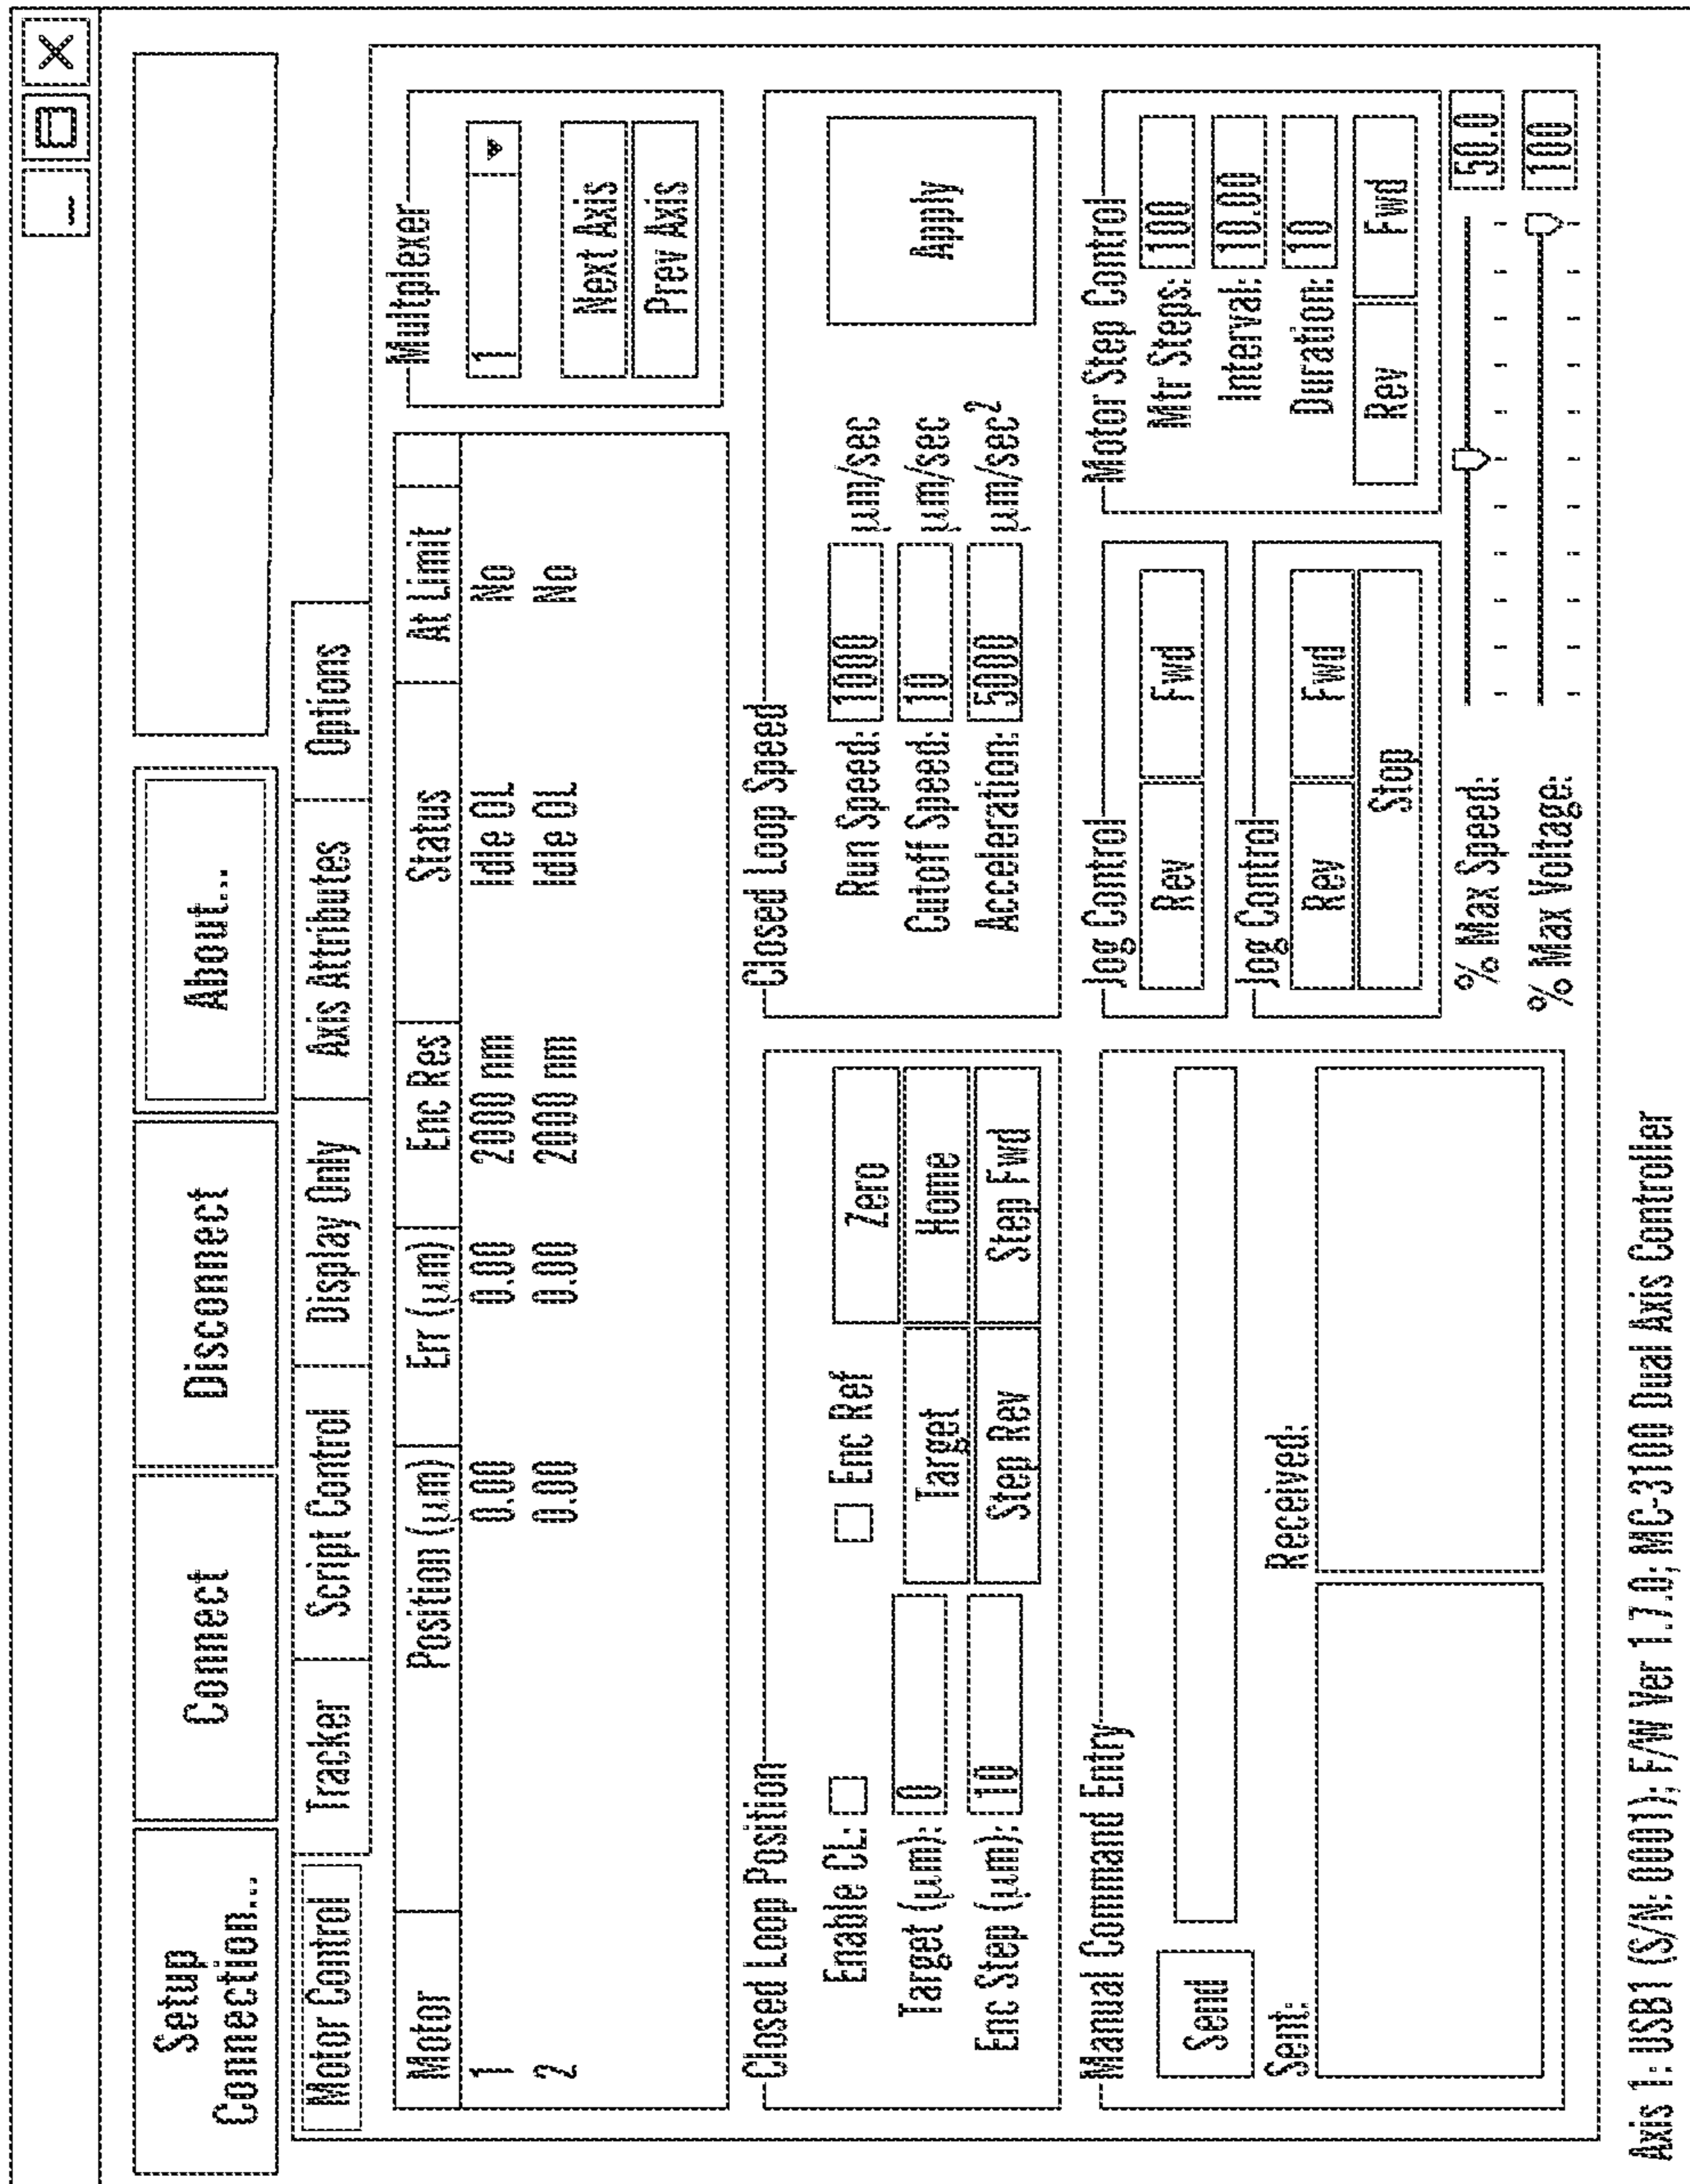 Setup Connection...
Connect
Disconnect
About...
Motor Control
Tracker
Script Control
Display Only
Axis Attributes
Options
Motor Position (µm) Err (µm) Enc Res Status At Limit
1 0.00 0.00 2000 nm Idle OL No
2 0.00 0.00 2000 nm Idle OL No
Multplexer
1
Next Axis
Prev Axis
Closed Loop Position
Enable CL:
Enc Ref
Zero
Target (µm): 0
Target
Home
Enc Step (µm): 10
Step Rev
Step Fwd
Closed Loop Speed
Run Speed: 1000 µm/sec
Cutoff Speed: 10 µm/sec
Acceleration: 5000 µm/sec²
Apply
Manual Command Entry
Send
Sent:
Received:
Jog Control
Rev
Fwd
Jog Control
Rev
Fwd
Stop
Motor Step Control
Mtr Steps: 100
Interval: 10.00
Duration: 10
Rev
Fwd
% Max Speed: 50.0
% Max Voltage: 100
Axis 1: USB1 (S/N: 0001); F/W Ver 1.7.0; MC-3100 Dual Axis Controller